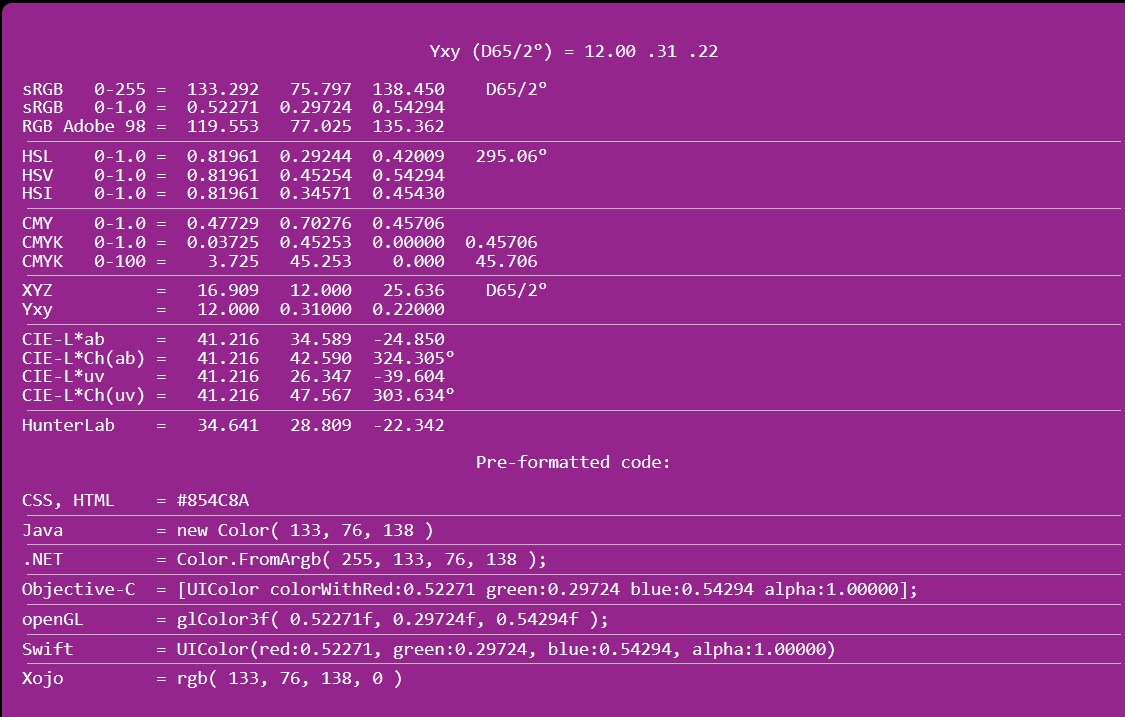 Yxy (D65/2º) = 12.00 .31 .22
sRGB 0-255 = 133.292 75.797 138.450 D65/2º
sRGB 0-1.0 = 0.52271 0.29724 0.54294
RGB Adobe 98 = 119.553 77.025 135.362
HSL 0-1.0 = 0.81961 0.29244 0.42009 295.06º
HSV 0-1.0 = 0.81961 0.45254 0.54294
HSI 0-1.0 = 0.81961 0.34571 0.45430
CMY 0-1.0 = 0.47729 0.70276 0.45706
CMYK 0-1.0 = 0.03725 0.45253 0.00000 0.45706
CMYK 0-100 = 3.725 45.253 0.000 45.706
XYZ = 16.909 12.000 25.636 D65/2º
Yxy = 12.000 0.31000 0.22000
CIE-L*ab = 41.216 34.589 -24.850
CIE-L*Ch(ab) = 41.216 42.590 324.305º
CIE-L*uv = 41.216 26.347 -39.604
CIE-L*Ch(uv) = 41.216 47.567 303.634º
HunterLab = 34.641 28.809 -22.342
Pre-formatted code:
CSS, HTML = #854C8A
Java = new Color( 133, 76, 138 )
.NET = Color.FromArgb( 255, 133, 76, 138 );
Objective-C = [UIColor colorWithRed:0.52271 green:0.29724 blue:0.54294 alpha:1.00000];
openGL = glColor3f( 0.52271f, 0.29724f, 0.54294f );
Swift = UIColor(red:0.52271, green:0.29724, blue:0.54294, alpha:1.00000)
Xojo = rgb( 133, 76, 138, 0 )